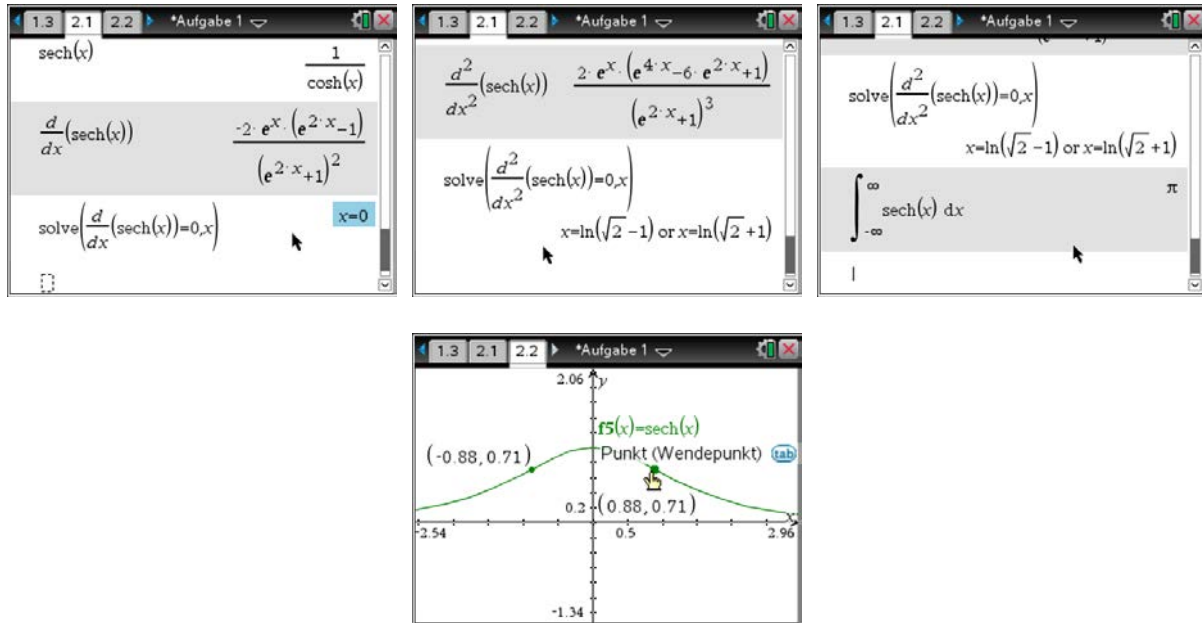 1.3 2.1 2.2 *Aufgabe 1
sech(x) 1/cosh(x)
d/dx(sech(x)) -2·e^x·(e^(2·x)-1)/(e^(2·x)+1)^2
solve(d/dx(sech(x))=0,x) x=0
1.3 2.1 2.2 *Aufgabe 1
d^2/dx^2(sech(x)) 2·e^x·(e^(4·x)-6·e^(2·x)+1)/(e^(2·x)+1)^3
solve(d^2/dx^2(sech(x))=0,x)
x=ln(√2-1) or x=ln(√2+1)
1.3 2.1 2.2 *Aufgabe 1
solve(d^2/dx^2(sech(x))=0,x)
x=ln(√2-1) or x=ln(√2+1)
∫_-∞^∞ sech(x) dx π
1.3 2.1 2.2 *Aufgabe 1
2.06 y
f5(x)=sech(x)
(-0.88,0.71) Punkt (Wendepunkt) tab
0.2 (0.88,0.71)
x
-2.54 0.5 2.96
-1.34